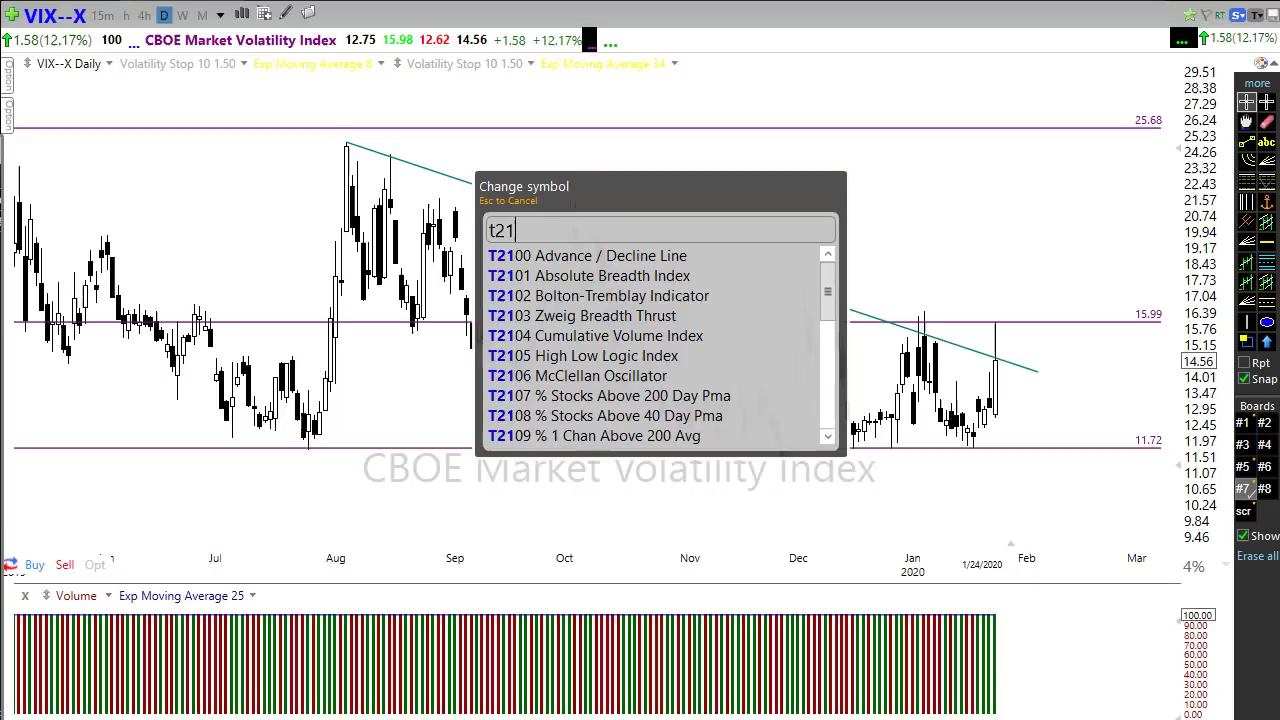 VIX--X 15m h 4h D W M RT S T
1.58(12.17%) 100 ... CBOE Market Volatility Index 12.75 15.98 12.62 14.56 +1.58 +12.17% ... ... ... 1.58(12.17%)
VIX--X Daily Volatility Stop 10 1.50 Exp Moving Average 8 Volatility Stop 10 1.50 Exp Moving Average 34
Option
Option
25.68
15.99
11.72
Change symbol
Esc to Cancel
t21
T2100 Advance / Decline Line
T2101 Absolute Breadth Index
T2102 Bolton-Tremblay Indicator
T2103 Zweig Breadth Thrust
T2104 Cumulative Volume Index
T2105 High Low Logic Index
T2106 McClellan Oscillator
T2107 % Stocks Above 200 Day Pma
T2108 % Stocks Above 40 Day Pma
T2109 % 1 Chan Above 200 Avg
CBOE Market Volatility Index
29.51
28.38
27.29
26.24
25.23
24.26
23.32
22.43
21.57
20.74
19.94
19.17
18.43
17.73
17.04
16.39
15.76
15.15
14.56
14.01
13.47
12.95
12.45
11.97
11.51
11.07
10.65
10.24
9.84
9.46
more
abc
Rpt
Snap
Boards
#1 #2
#3 #4
#5 #6
#7 #8
scr
Show
Erase all
Jul Aug Sep Oct Nov Dec Jan Feb Mar
2020 1/24/2020
Buy Sell Opt
4%
x Volume Exp Moving Average 25
100.00
90.00
80.00
70.00
60.00
50.00
40.00
30.00
20.00
10.00
0.00